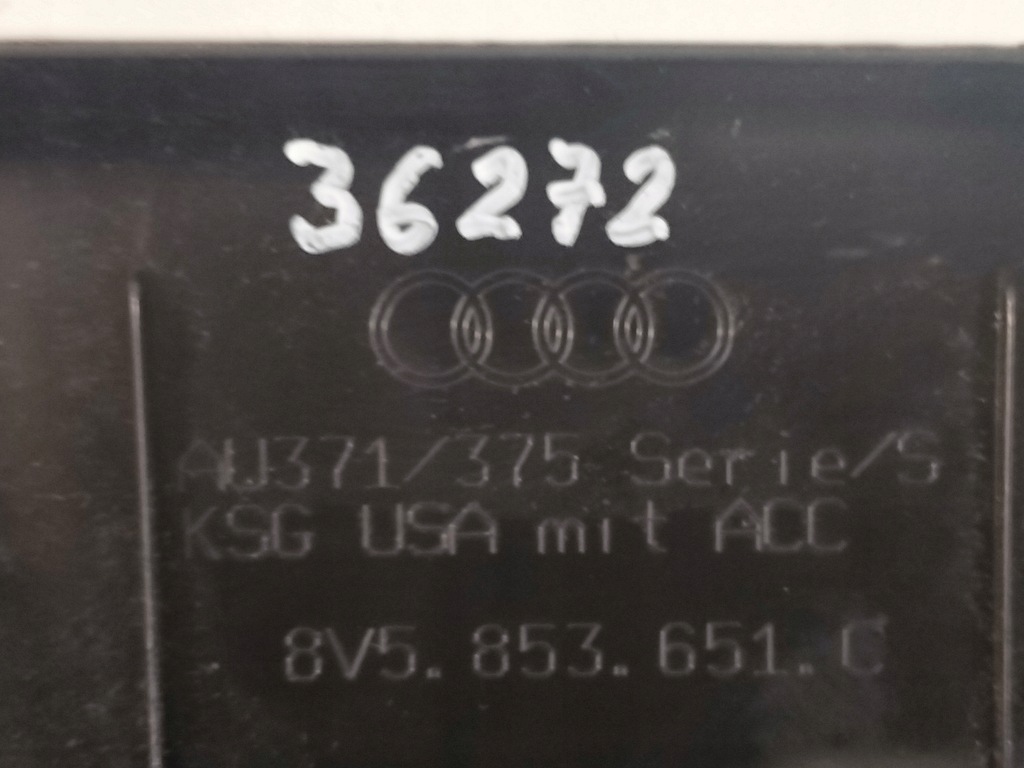 36272
AU371/375 Serie/S
KSG USA mit ACC
8V5.853.651.C